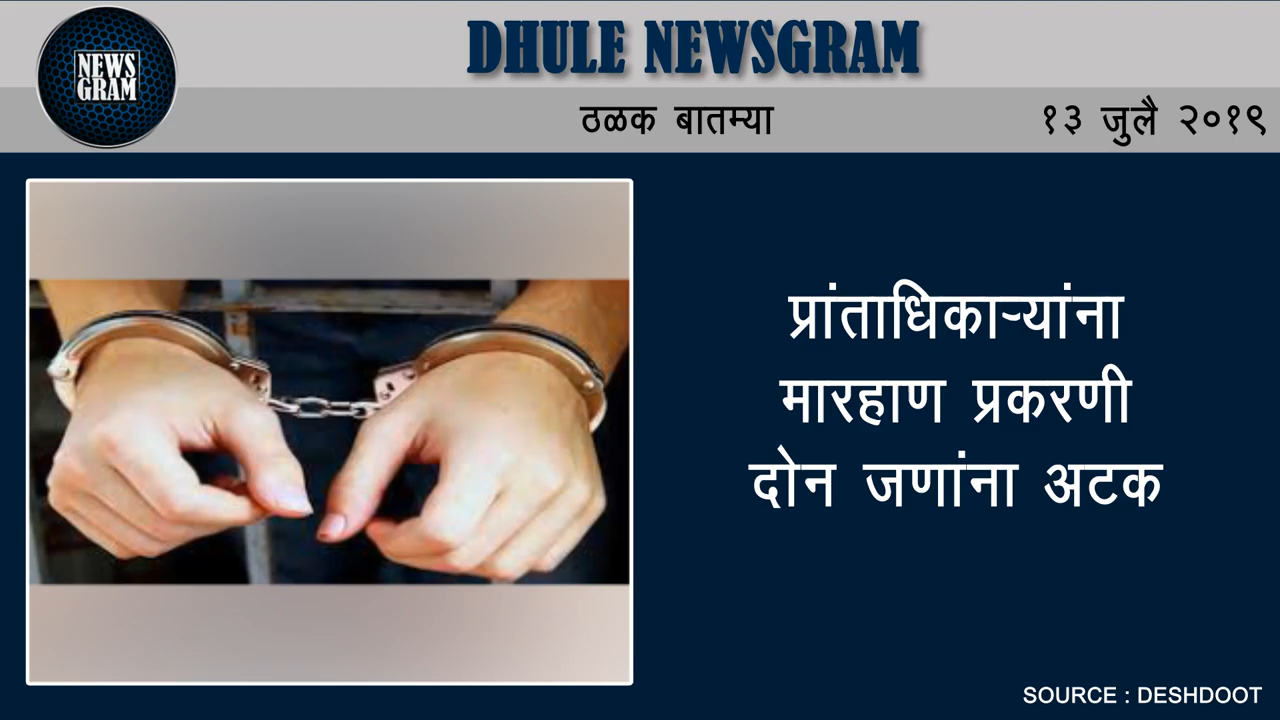 NEWS
GRAM
DHULE NEWSGRAM
ठळक बातम्या
१३ जुलै २०१९
प्रांताधिकाऱ्यांना
मारहाण प्रकरणी
दोन जणांना अटक
SOURCE : DESHDOOT